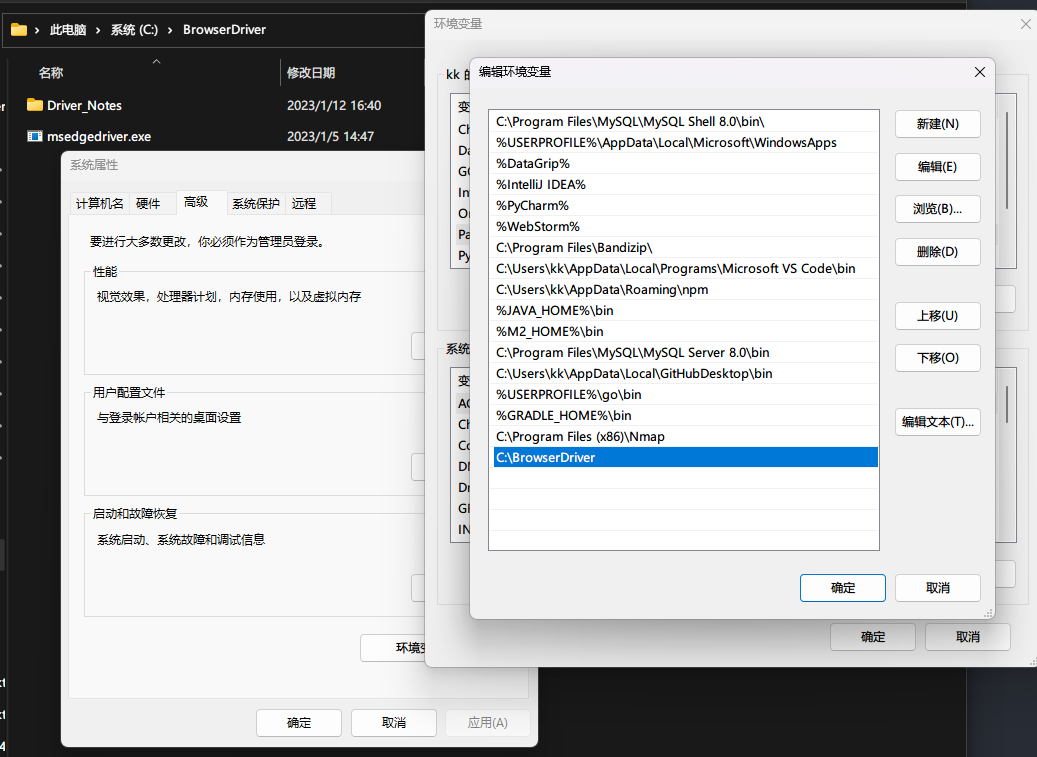 此电脑 › 系统 (C:) › BrowserDriver
名称
修改日期
Driver_Notes
2023/1/12 16:40
msedgedriver.exe
2023/1/5 14:47
系统属性
计算机名
硬件
高级
系统保护
远程
要进行大多数更改，你必须作为管理员登录。
性能
视觉效果，处理器计划，内存使用，以及虚拟内存
用户配置文件
与登录帐户相关的桌面设置
启动和故障恢复
系统启动、系统故障和调试信息
环境变
确定
取消
应用(A)
环境变量
kk 的
变
Ch
Da
GO
Int
On
Pa
Py
系统
变
AC
Ch
Co
Dr
GR
IN
确定
取消
编辑环境变量
C:\Program Files\MySQL\MySQL Shell 8.0\bin\
%USERPROFILE%\AppData\Local\Microsoft\WindowsApps
%DataGrip%
%IntelliJ IDEA%
%PyCharm%
%WebStorm%
C:\Program Files\Bandizip\
C:\Users\kk\AppData\Local\Programs\Microsoft VS Code\bin
C:\Users\kk\AppData\Roaming\npm
%JAVA_HOME%\bin
%M2_HOME%\bin
C:\Program Files\MySQL\MySQL Server 8.0\bin
C:\Users\kk\AppData\Local\GitHubDesktop\bin
%USERPROFILE%\go\bin
%GRADLE_HOME%\bin
C:\Program Files (x86)\Nmap
C:\BrowserDriver
新建(N)
编辑(E)
浏览(B)...
删除(D)
上移(U)
下移(O)
编辑文本(T)...
确定
取消